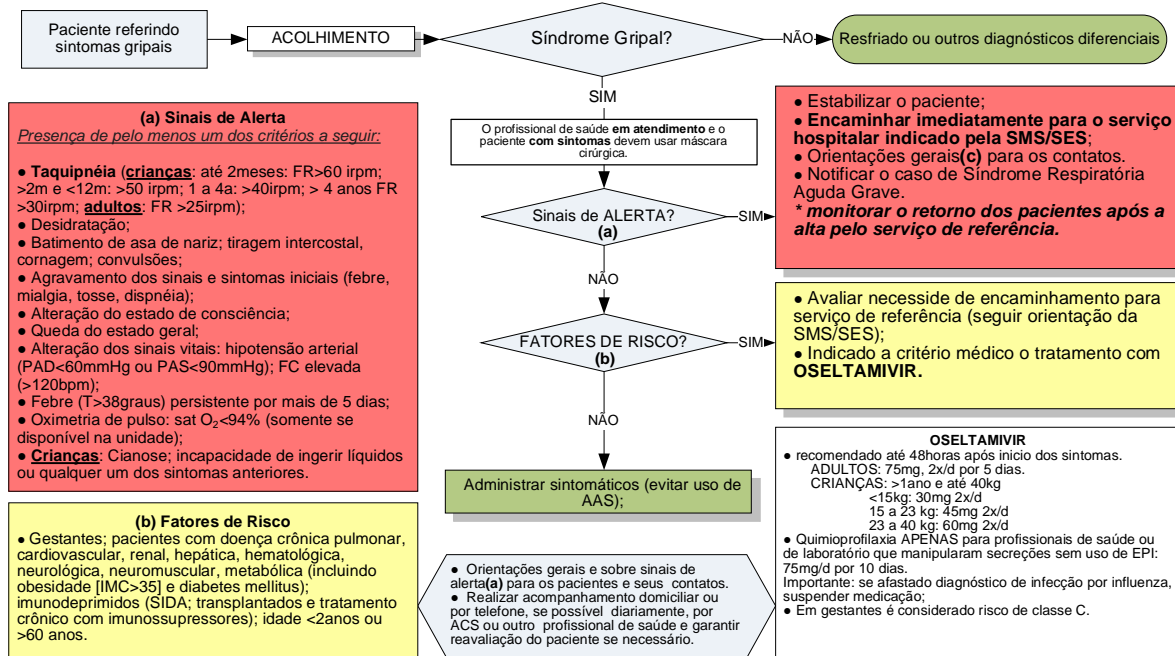 Paciente referindo
sintomas gripais
ACOLHIMENTO
Síndrome Gripal?
NÃO
Resfriado ou outros diagnósticos diferenciais
SIM
O profissional de saúde em atendimento e o
paciente com sintomas devem usar máscara
cirúrgica.
(a) Sinais de Alerta
Presença de pelo menos um dos critérios a seguir:
● Taquipnéia (crianças: até 2meses: FR>60 irpm;
>2m e <12m: >50 irpm; 1 a 4a: >40irpm; > 4 anos FR
>30irpm; adultos: FR >25irpm);
● Desidratação;
● Batimento de asa de nariz; tiragem intercostal,
cornagem; convulsões;
● Agravamento dos sinais e sintomas iniciais (febre,
mialgia, tosse, dispnéia);
● Alteração do estado de consciência;
● Queda do estado geral;
● Alteração dos sinais vitais: hipotensão arterial
(PAD<60mmHg ou PAS<90mmHg); FC elevada
(>120bpm);
● Febre (T>38graus) persistente por mais de 5 dias;
● Oximetria de pulso: sat O₂<94% (somente se
disponível na unidade);
● Crianças: Cianose; incapacidade de ingerir líquidos
ou qualquer um dos sintomas anteriores.
Sinais de ALERTA?
(a)
SIM
● Estabilizar o paciente;
● Encaminhar imediatamente para o serviço
hospitalar indicado pela SMS/SES;
● Orientações gerais(c) para os contatos.
● Notificar o caso de Síndrome Respiratória
Aguda Grave.
* monitorar o retorno dos pacientes após a
alta pelo serviço de referência.
NÃO
FATORES DE RISCO?
(b)
SIM
● Avaliar necesside de encaminhamento para
serviço de referência (seguir orientação da
SMS/SES);
● Indicado a critério médico o tratamento com
OSELTAMIVIR.
NÃO
Administrar sintomáticos (evitar uso de
AAS);
OSELTAMIVIR
● recomendado até 48horas após inicio dos sintomas.
ADULTOS: 75mg, 2x/d por 5 dias.
CRIANÇAS: >1ano e até 40kg
<15kg: 30mg 2x/d
15 a 23 kg: 45mg 2x/d
23 a 40 kg: 60mg 2x/d
● Quimioprofilaxia APENAS para profissionais de saúde ou
de laboratório que manipularam secreções sem uso de EPI:
75mg/d por 10 dias.
Importante: se afastado diagnóstico de infecção por influenza,
suspender medicação;
● Em gestantes é considerado risco de classe C.
(b) Fatores de Risco
● Gestantes; pacientes com doença crônica pulmonar,
cardiovascular, renal, hepática, hematológica,
neurológica, neuromuscular, metabólica (incluindo
obesidade [IMC>35] e diabetes mellitus);
imunodeprimidos (SIDA; transplantados e tratamento
crônico com imunossupressores); idade <2anos ou
>60 anos.
● Orientações gerais e sobre sinais de
alerta(a) para os pacientes e seus contatos.
● Realizar acompanhamento domiciliar ou
por telefone, se possível diariamente, por
ACS ou outro profissional de saúde e garantir
reavaliação do paciente se necessário.